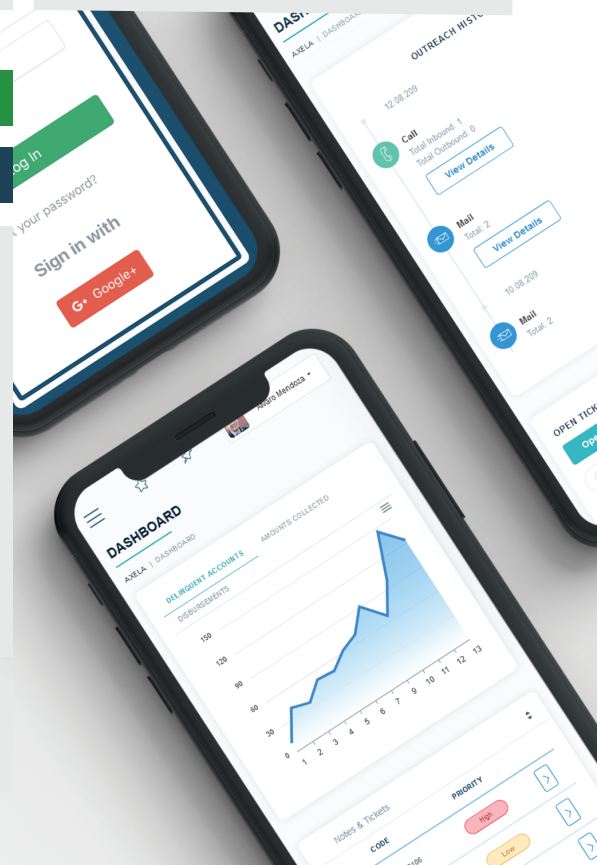 Log In
your password?
Sign in with
G+ Google+
DASH
AXELA | DASHBOARD
OUTREACH HIST
12.08.209
Call
Total Inbound: 1
Total Outbound: 0
View Details
Mail
Total: 2
View Details
10.08.209
Mail
Total: 2
OPEN TICK
Ope
Alvaro Mendoza
DASHBOARD
AXELA | DASHBOARD
DELINQUENT ACCOUNTS
AMOUNTS COLLECTED
DISBURSEMENTS
150
120
90
60
30
0
1 2 3 4 5 6 7 9 10 11 12 13
Notes & Tickets
CODE
PRIORITY
High
Low